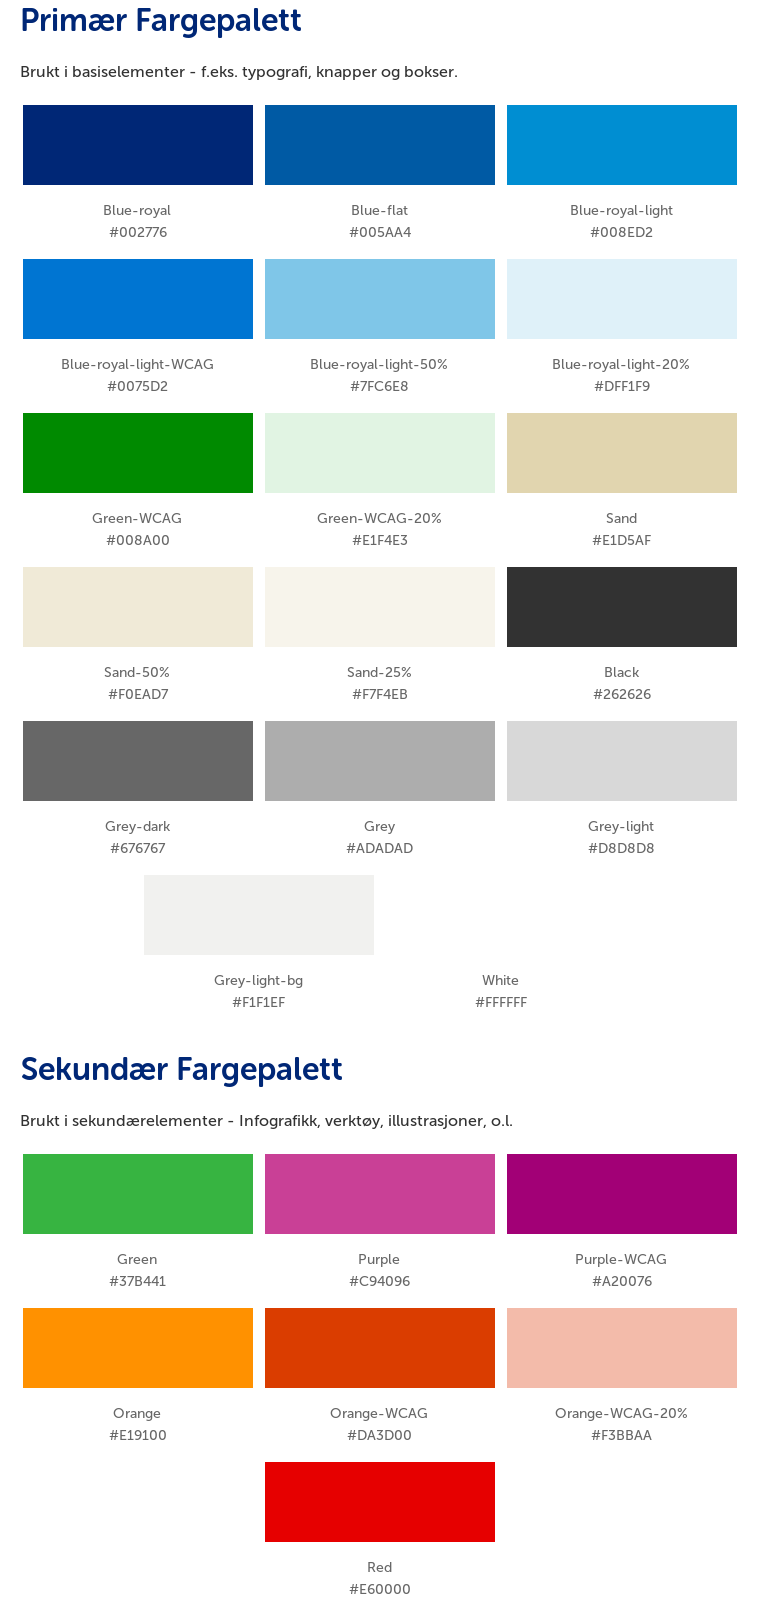 Primær Fargepalett
Brukt i basiselementer - f.eks. typografi, knapper og bokser.
Blue-royal
#002776
Blue-flat
#005AA4
Blue-royal-light
#008ED2
Blue-royal-light-WCAG
#0075D2
Blue-royal-light-50%
#7FC6E8
Blue-royal-light-20%
#DFF1F9
Green-WCAG
#008A00
Green-WCAG-20%
#E1F4E3
Sand
#E1D5AF
Sand-50%
#F0EAD7
Sand-25%
#F7F4EB
Black
#262626
Grey-dark
#676767
Grey
#ADADAD
Grey-light
#D8D8D8
Grey-light-bg
#F1F1EF
White
#FFFFFF
Sekundær Fargepalett
Brukt i sekundærelementer - Infografikk, verktøy, illustrasjoner, o.l.
Green
#37B441
Purple
#C94096
Purple-WCAG
#A20076
Orange
#E19100
Orange-WCAG
#DA3D00
Orange-WCAG-20%
#F3BBAA
Red
#E60000